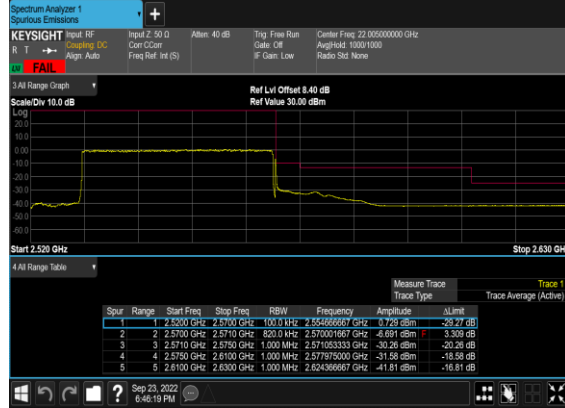 Spectrum Analyzer 1
Spurious Emissions
KEYSIGHT Input: RF Input Z: 50 Ω Atten: 40 dB Trig: Free Run Center Freq: 22.005000000 GHz
R T Coupling: DC Corr CCorr Gate: Off Avg|Hold: 1000/1000
Align: Auto Freq Ref: Int (S) IF Gain: Low Radio Std: None
LV FAIL
3 All Range Graph
Ref Lvl Offset 8.40 dB
Scale/Div 10.0 dB Ref Value 30.00 dBm
Log
20.0
10.0
0.00
-10.0
-20.0
-30.0
-40.0
-50.0
-60.0
Start 2.520 GHz Stop 2.630 GH
4 All Range Table
Measure Trace Trace 1
Trace Type Trace Average (Active)
Spur Range Start Freq Stop Freq RBW Frequency Amplitude ΔLimit
1 1 2.5200 GHz 2.5700 GHz 100.0 kHz 2.554666667 GHz 0.729 dBm -29.27 dB
2 2 2.5700 GHz 2.5710 GHz 820.0 kHz 2.570001667 GHz -6.691 dBm F 3.309 dB
3 3 2.5710 GHz 2.5750 GHz 1.000 MHz 2.571053333 GHz -30.26 dBm -20.26 dB
4 4 2.5750 GHz 2.6100 GHz 1.000 MHz 2.577975000 GHz -31.58 dBm -18.58 dB
5 5 2.6100 GHz 2.6300 GHz 1.000 MHz 2.624366667 GHz -41.81 dBm -16.81 dB
Sep 23, 2022
6:46:19 PM